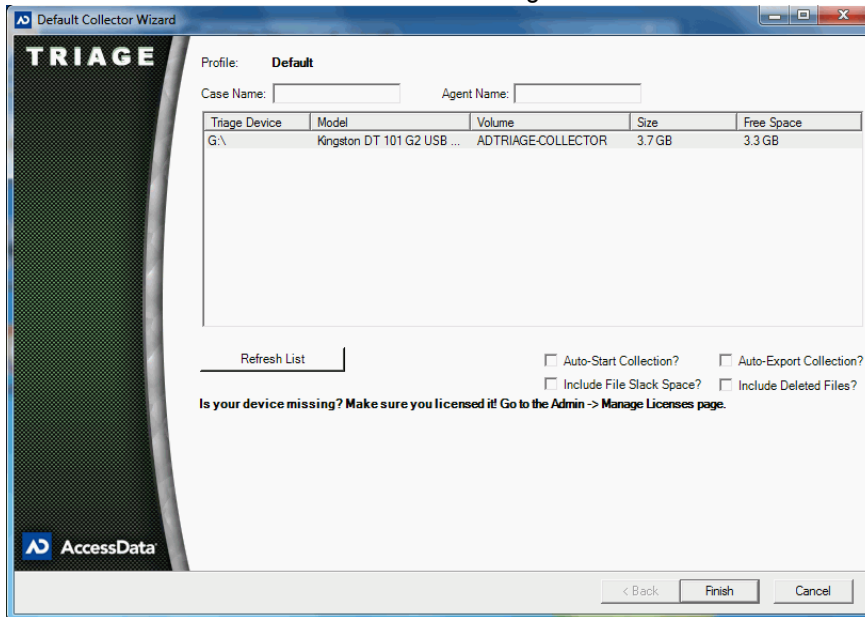 Default Collector Wizard
TRIAGE
Profile: Default
Case Name: Agent Name:
Triage Device Model Volume Size Free Space
G:\ Kingston DT 101 G2 USB ... ADTRIAGE-COLLECTOR 3.7 GB 3.3 GB
Refresh List
Auto-Start Collection? Auto-Export Collection?
Include File Slack Space? Include Deleted Files?
Is your device missing? Make sure you licensed it! Go to the Admin -> Manage Licenses page.
AccessData
< Back Finish Cancel